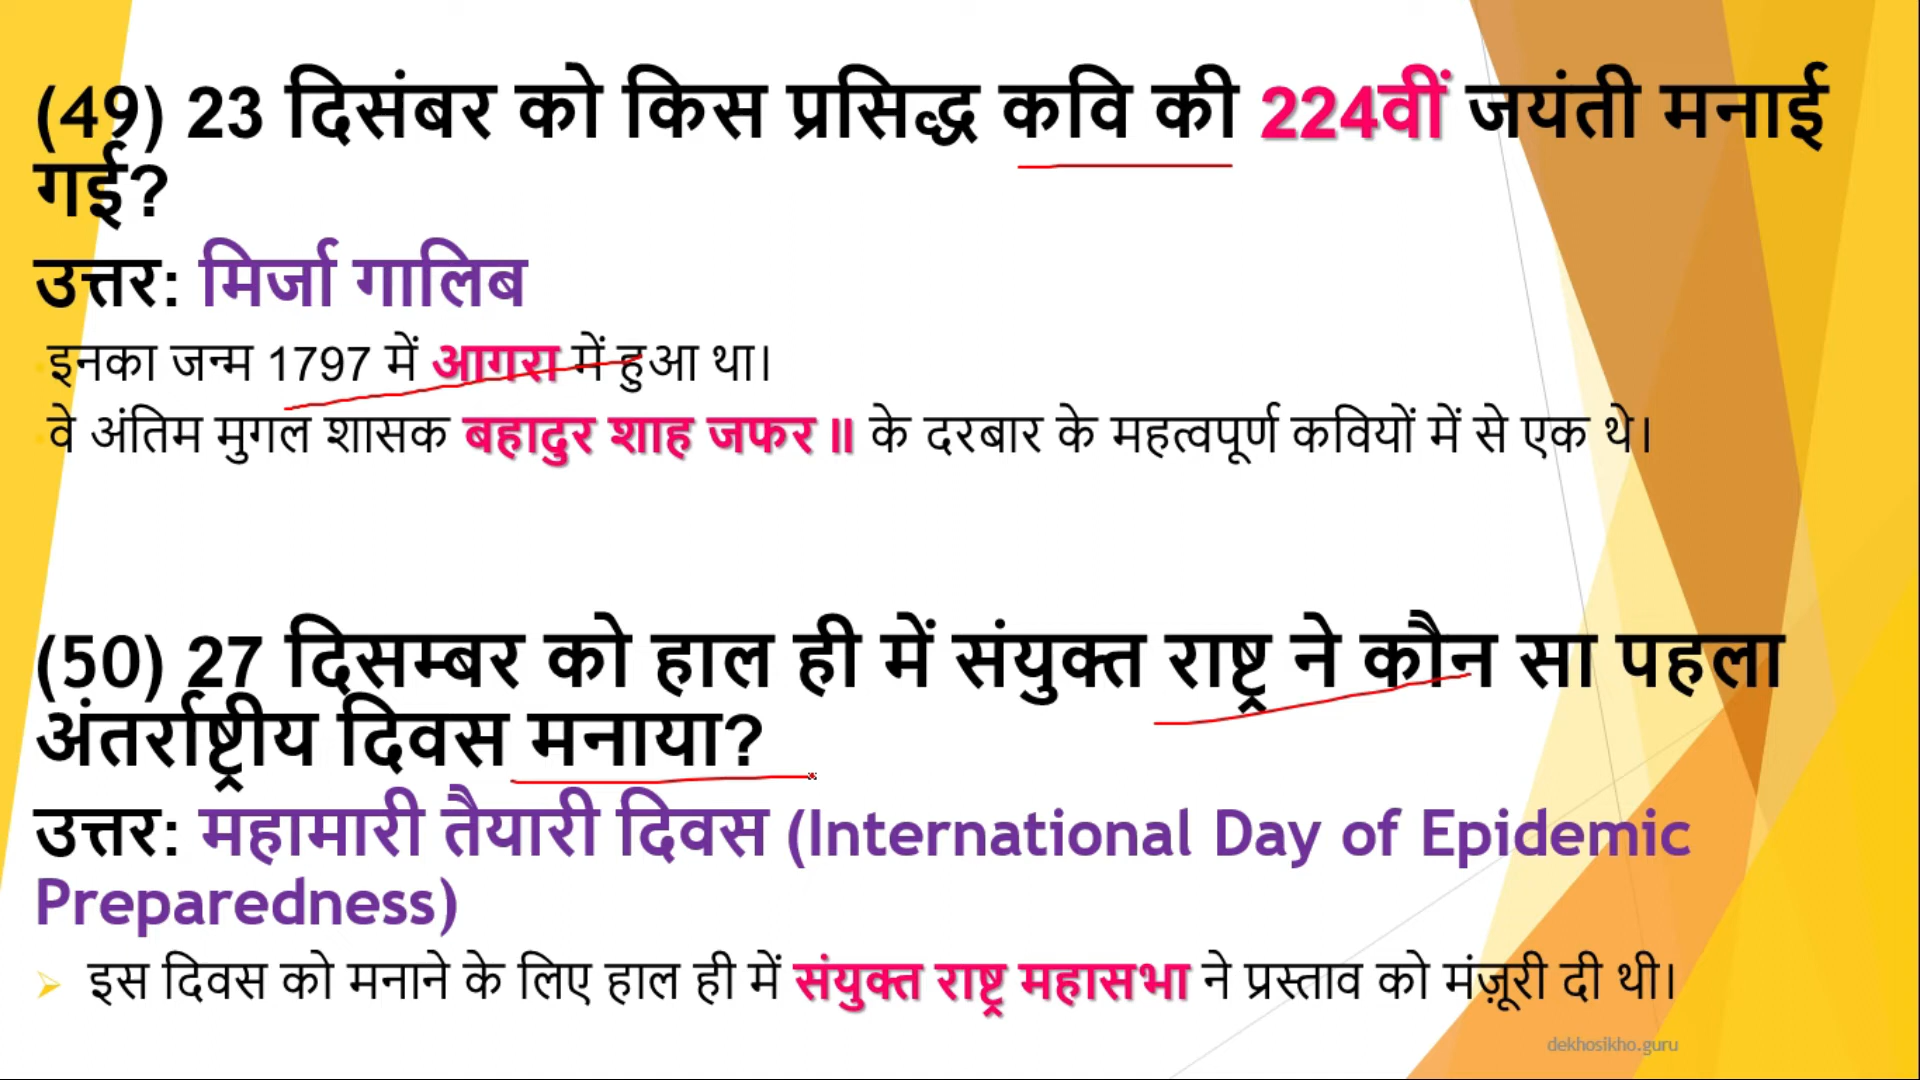 (49) 23 दिसंबर को किस प्रसिद्ध कवि की 224वीं जयंती मनाई
गई?
उत्तर: मिर्जा गालिब
इनका जन्म 1797 में आगरा में हुआ था।
वे अंतिम मुगल शासक बहादुर शाह जफर II के दरबार के महत्वपूर्ण कवियों में से एक थे।
(50) 27 दिसम्बर को हाल ही में संयुक्त राष्ट्र ने कौन सा पहला
अंतर्राष्ट्रीय दिवस मनाया?
उत्तर: महामारी तैयारी दिवस (International Day of Epidemic
Preparedness)
इस दिवस को मनाने के लिए हाल ही में संयुक्त राष्ट्र महासभा ने प्रस्ताव को मंज़ूरी दी थी।
dekhosikho.guru